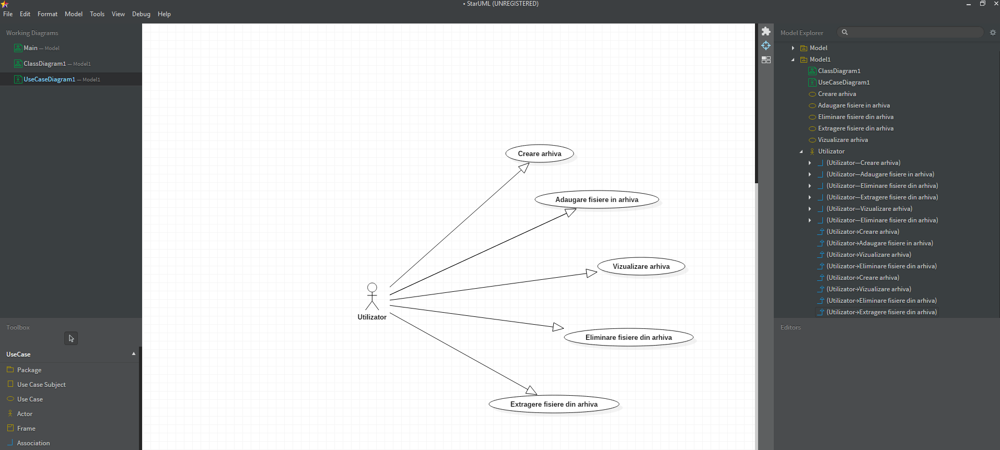 • StarUML (UNREGISTERED)
File Edit Format Model Tools View Debug Help
Working Diagrams
Main — Model
ClassDiagram1 — Model1
UseCaseDiagram1 — Model1
Toolbox
UseCase
Package
Use Case Subject
Use Case
Actor
Frame
Association
Creare arhiva
Adaugare fisiere in arhiva
Vizualizare arhiva
Utilizator
Eliminare fisiere din arhiva
Extragere fisiere din arhiva
Model Explorer
Model
Model1
ClassDiagram1
UseCaseDiagram1
Creare arhiva
Adaugare fisiere in arhiva
Eliminare fisiere din arhiva
Extragere fisiere din arhiva
Vizualizare arhiva
Utilizator
(Utilizator—Creare arhiva)
(Utilizator—Adaugare fisiere in arhiva)
(Utilizator—Eliminare fisiere din arhiva)
(Utilizator—Extragere fisiere din arhiva)
(Utilizator—Vizualizare arhiva)
(Utilizator—Eliminare fisiere din arhiva)
(Utilizator→Creare arhiva)
(Utilizator→Adaugare fisiere in arhiva)
(Utilizator→Vizualizare arhiva)
(Utilizator→Eliminare fisiere din arhiva)
(Utilizator→Creare arhiva)
(Utilizator→Vizualizare arhiva)
(Utilizator→Eliminare fisiere din arhiva)
(Utilizator→Extragere fisiere din arhiva)
Editors